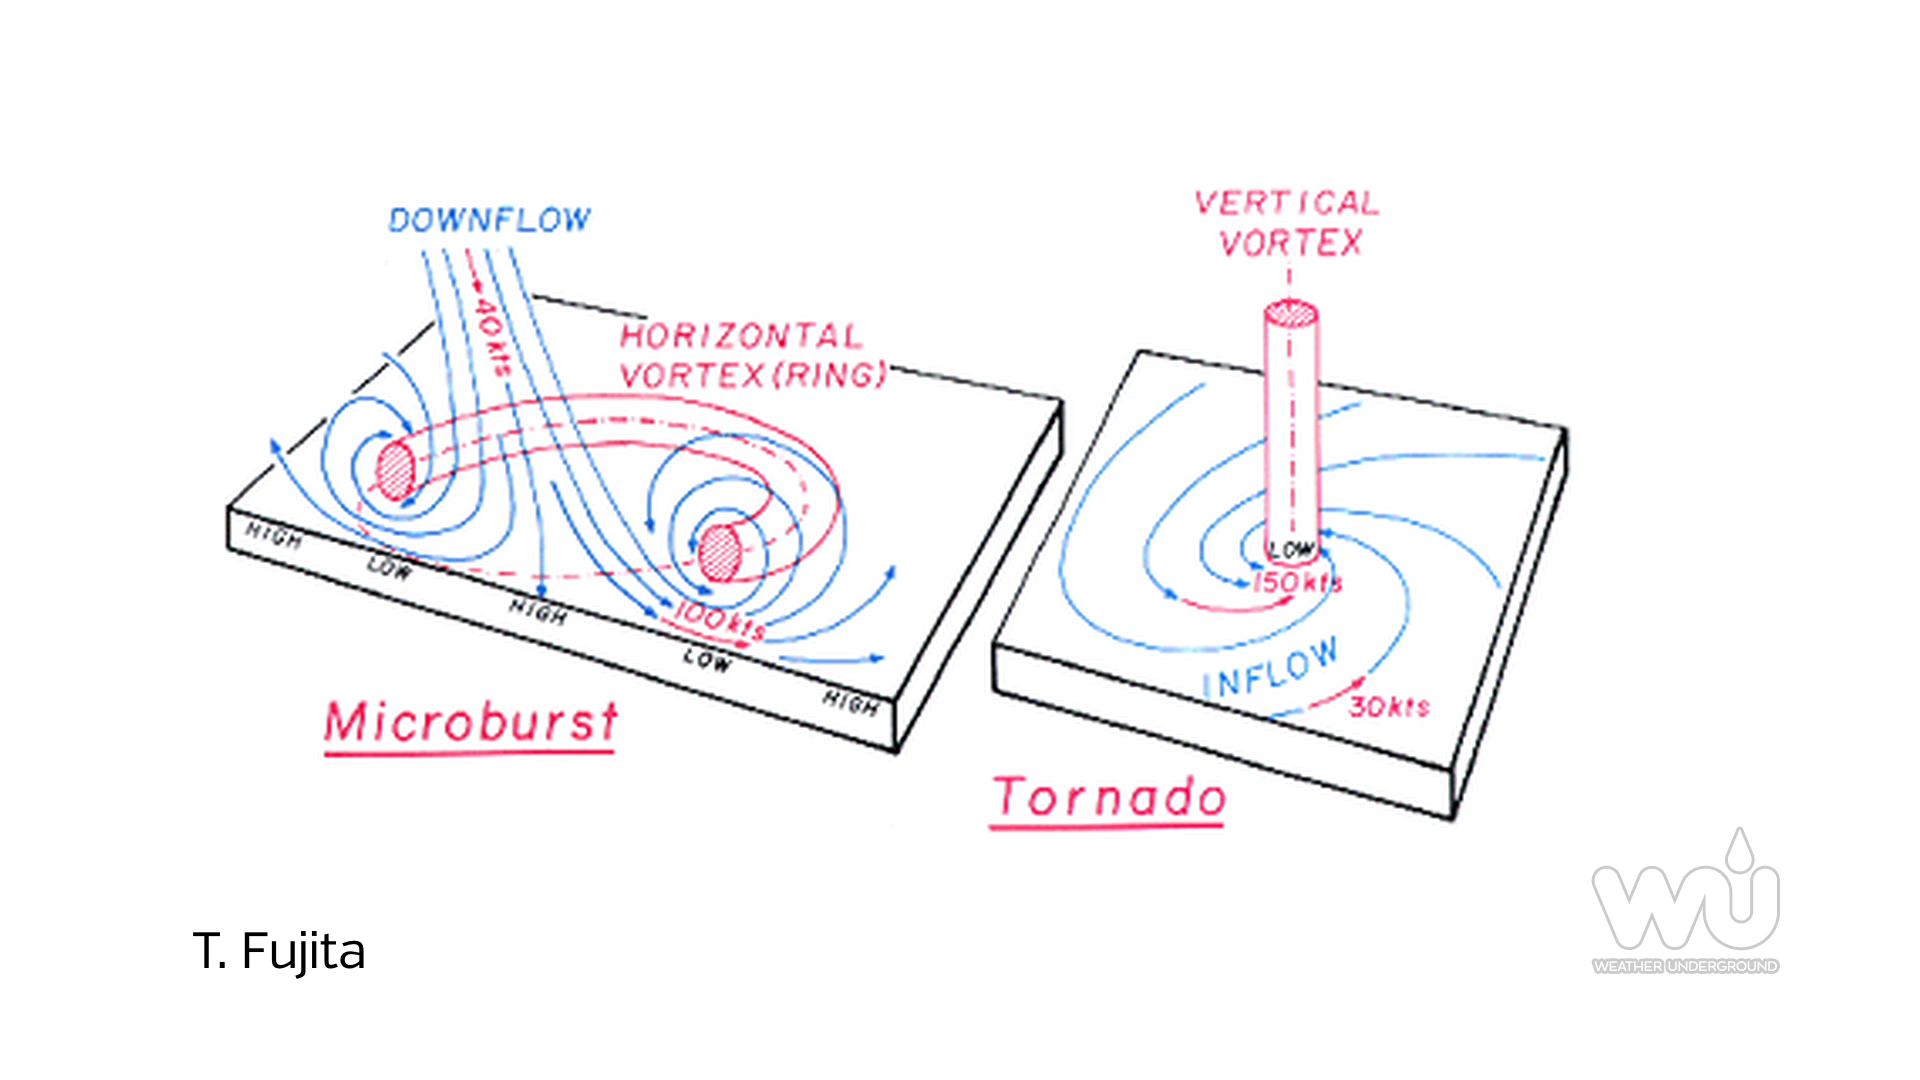 DOWNFLOW
40kts
HORIZONTAL
VORTEX(RING)
HIGH
LOW
HIGH
100kts
LOW
HIGH
Microburst
VERTICAL
VORTEX
LOW
150kts
INFLOW
30kts
Tornado
T. Fujita
WU
WEATHER UNDERGROUND